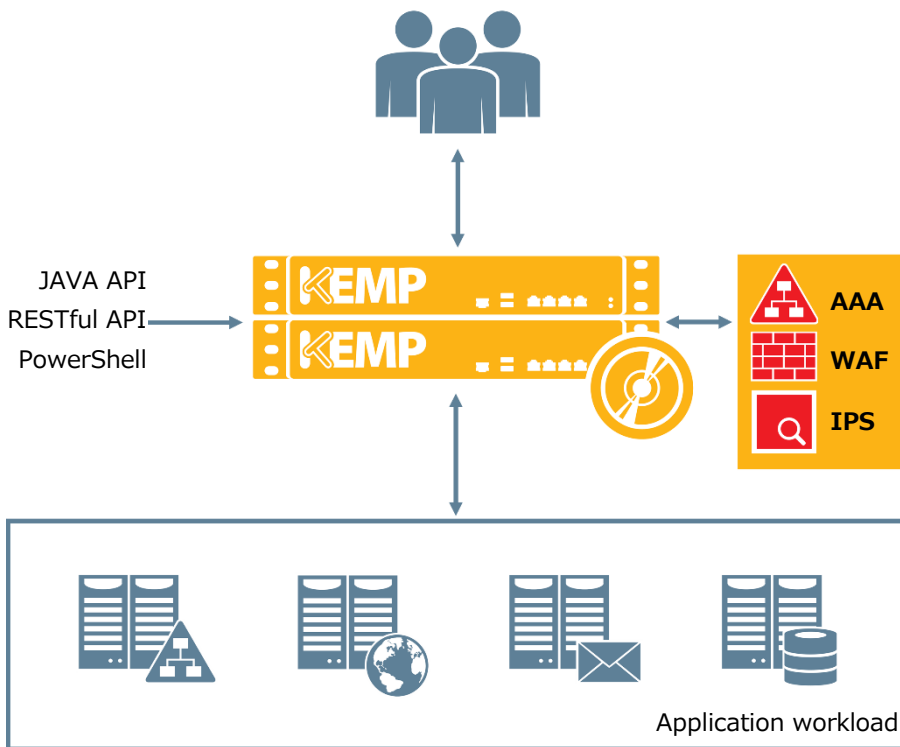 JAVA API
RESTful API
PowerShell
KEMP
KEMP
AAA
WAF
IPS
Application workload